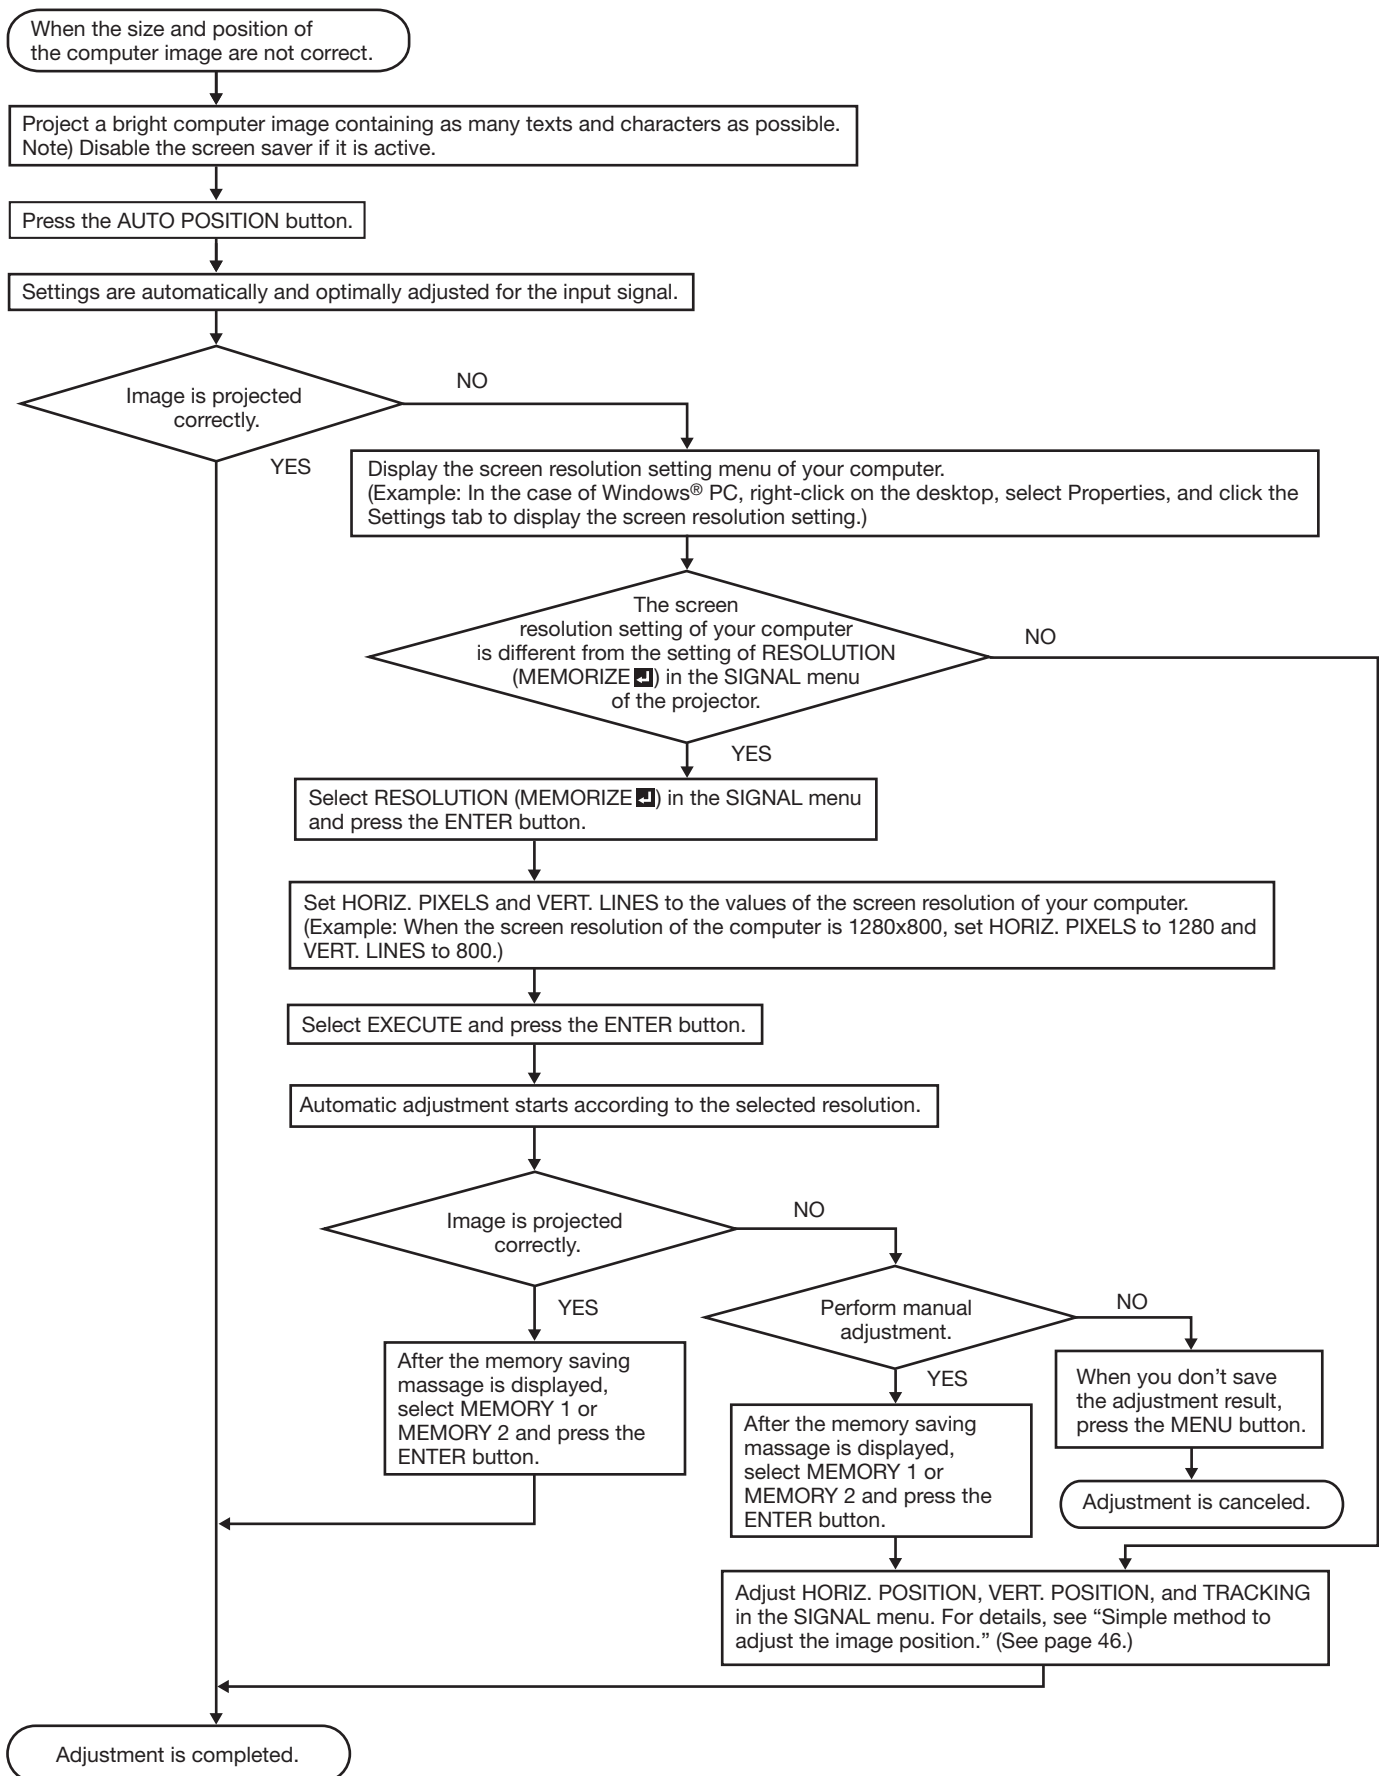 When the size and position of
the computer image are not correct.
Project a bright computer image containing as many texts and characters as possible.
Note) Disable the screen saver if it is active.
Press the AUTO POSITION button.
Settings are automatically and optimally adjusted for the input signal.
Image is projected
correctly.
NO
YES
Display the screen resolution setting menu of your computer.
(Example: In the case of Windows® PC, right-click on the desktop, select Properties, and click the
Settings tab to display the screen resolution setting.)
The screen
resolution setting of your computer
is different from the setting of RESOLUTION
(MEMORIZE↵) in the SIGNAL menu
of the projector.
NO
YES
Select RESOLUTION (MEMORIZE↵) in the SIGNAL menu
and press the ENTER button.
Set HORIZ. PIXELS and VERT. LINES to the values of the screen resolution of your computer.
(Example: When the screen resolution of the computer is 1280x800, set HORIZ. PIXELS to 1280 and
VERT. LINES to 800.)
Select EXECUTE and press the ENTER button.
Automatic adjustment starts according to the selected resolution.
Image is projected
correctly.
NO
YES
Perform manual
adjustment.
NO
YES
After the memory saving
massage is displayed,
select MEMORY 1 or
MEMORY 2 and press the
ENTER button.
After the memory saving
massage is displayed,
select MEMORY 1 or
MEMORY 2 and press the
ENTER button.
When you don’t save
the adjustment result,
press the MENU button.
Adjustment is canceled.
Adjust HORIZ. POSITION, VERT. POSITION, and TRACKING
in the SIGNAL menu. For details, see “Simple method to
adjust the image position.” (See page 46.)
Adjustment is completed.